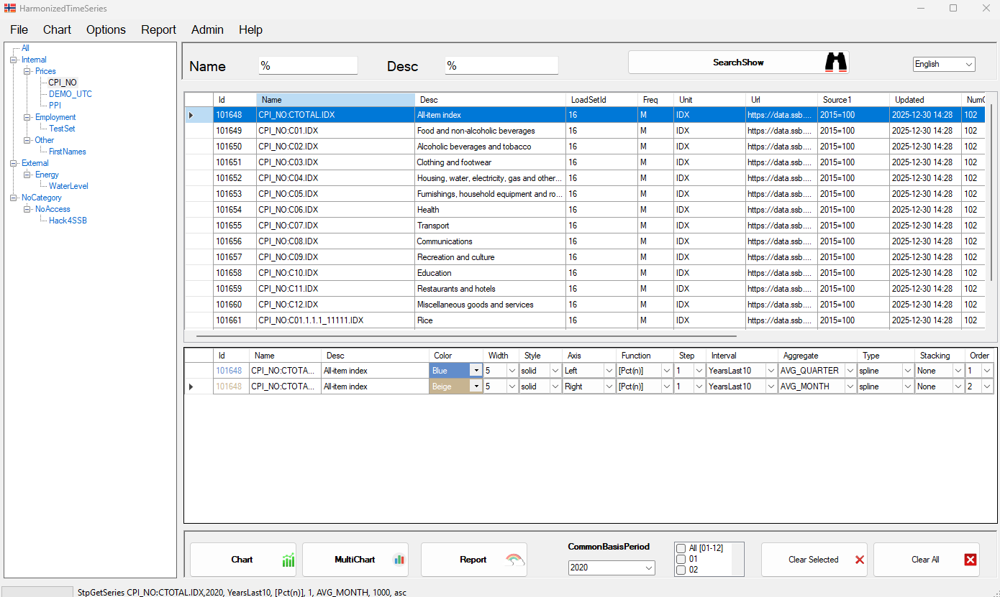 HarmonizedTimeSeries
File Chart Options Report Admin Help
All
Internal
Prices
CPI_NO
DEMO_UTC
PPI
Employment
TestSet
Other
FirstNames
External
Energy
WaterLevel
NoCategory
NoAccess
Hack4SSB
Name % Desc % SearchShow English
Id Name Desc LoadSetId Freq Unit Url Source1 Updated NumO
101648 CPI_NO:CTOTAL.IDX All-item index 16 M IDX https://data.ssb.... 2015=100 2025-12-30 14:28 102
101649 CPI_NO:C01.IDX Food and non-alcoholic beverages 16 M IDX https://data.ssb.... 2015=100 2025-12-30 14:28 102
101650 CPI_NO:C02.IDX Alcoholic beverages and tobacco 16 M IDX https://data.ssb.... 2015=100 2025-12-30 14:28 102
101651 CPI_NO:C03.IDX Clothing and footwear 16 M IDX https://data.ssb.... 2015=100 2025-12-30 14:28 102
101652 CPI_NO:C04.IDX Housing, water, electricity, gas and other... 16 M IDX https://data.ssb.... 2015=100 2025-12-30 14:28 102
101653 CPI_NO:C05.IDX Furnishings, household equipment and ro... 16 M IDX https://data.ssb.... 2015=100 2025-12-30 14:28 102
101654 CPI_NO:C06.IDX Health 16 M IDX https://data.ssb.... 2015=100 2025-12-30 14:28 102
101655 CPI_NO:C07.IDX Transport 16 M IDX https://data.ssb.... 2015=100 2025-12-30 14:28 102
101656 CPI_NO:C08.IDX Communications 16 M IDX https://data.ssb.... 2015=100 2025-12-30 14:28 102
101657 CPI_NO:C09.IDX Recreation and culture 16 M IDX https://data.ssb.... 2015=100 2025-12-30 14:28 102
101658 CPI_NO:C10.IDX Education 16 M IDX https://data.ssb.... 2015=100 2025-12-30 14:28 102
101659 CPI_NO:C11.IDX Restaurants and hotels 16 M IDX https://data.ssb.... 2015=100 2025-12-30 14:28 102
101660 CPI_NO:C12.IDX Miscellaneous goods and services 16 M IDX https://data.ssb.... 2015=100 2025-12-30 14:28 102
101661 CPI_NO:C01.1.1.1_11111.IDX Rice 16 M IDX https://data.ssb.... 2015=100 2025-12-30 14:28 102
Id Name Desc Color Width Style Axis Function Step Interval Aggregate Type Stacking Order
101648 CPI_NO:CTOTA... All-item index Blue 5 solid Left [Pct(n)] 1 YearsLast10 AVG_QUARTER spline None 1
101648 CPI_NO:CTOTA... All-item index Beige 5 solid Right [Pct(n)] 1 YearsLast10 AVG_MONTH spline None 2
Chart MultiChart Report
CommonBasisPeriod
2020
All [01-12]
01
02
Clear Selected Clear All
StpGetSeries CPI_NO:CTOTAL.IDX,2020, YearsLast10, [Pct(n)], 1, AVG_MONTH, 1000, asc